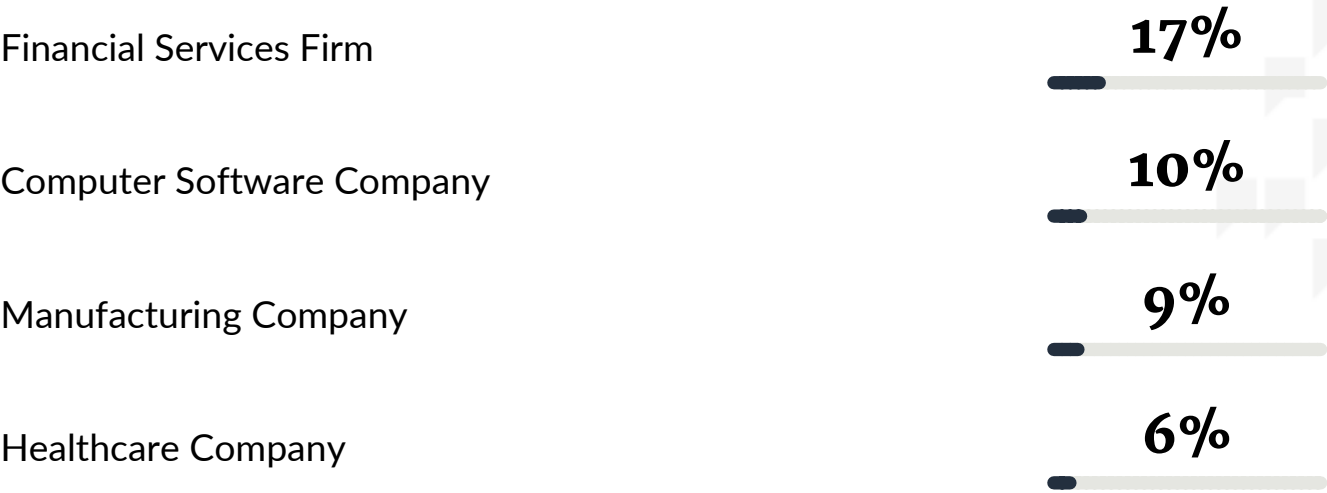 Financial Services Firm 17%
Computer Software Company 10%
Manufacturing Company 9%
Healthcare Company 6%